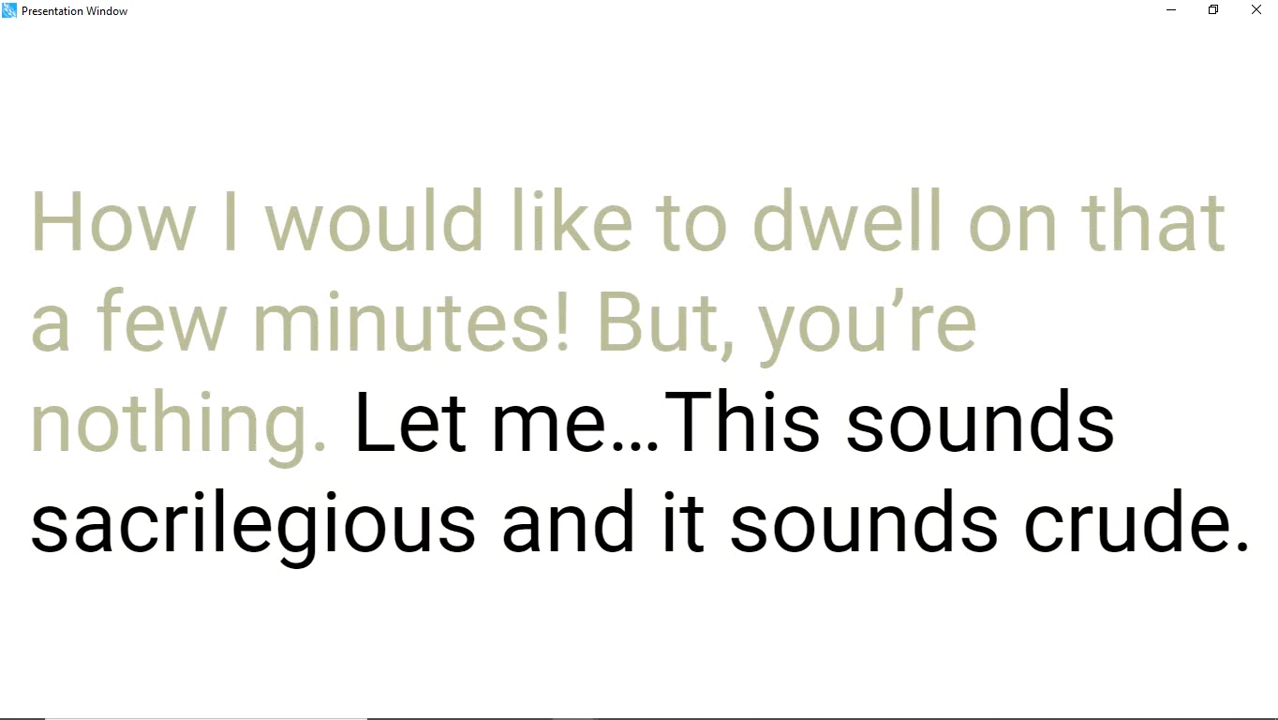 Presentation Window
How I would like to dwell on that
a few minutes! But, you’re
nothing. Let me…This sounds
sacrilegious and it sounds crude.